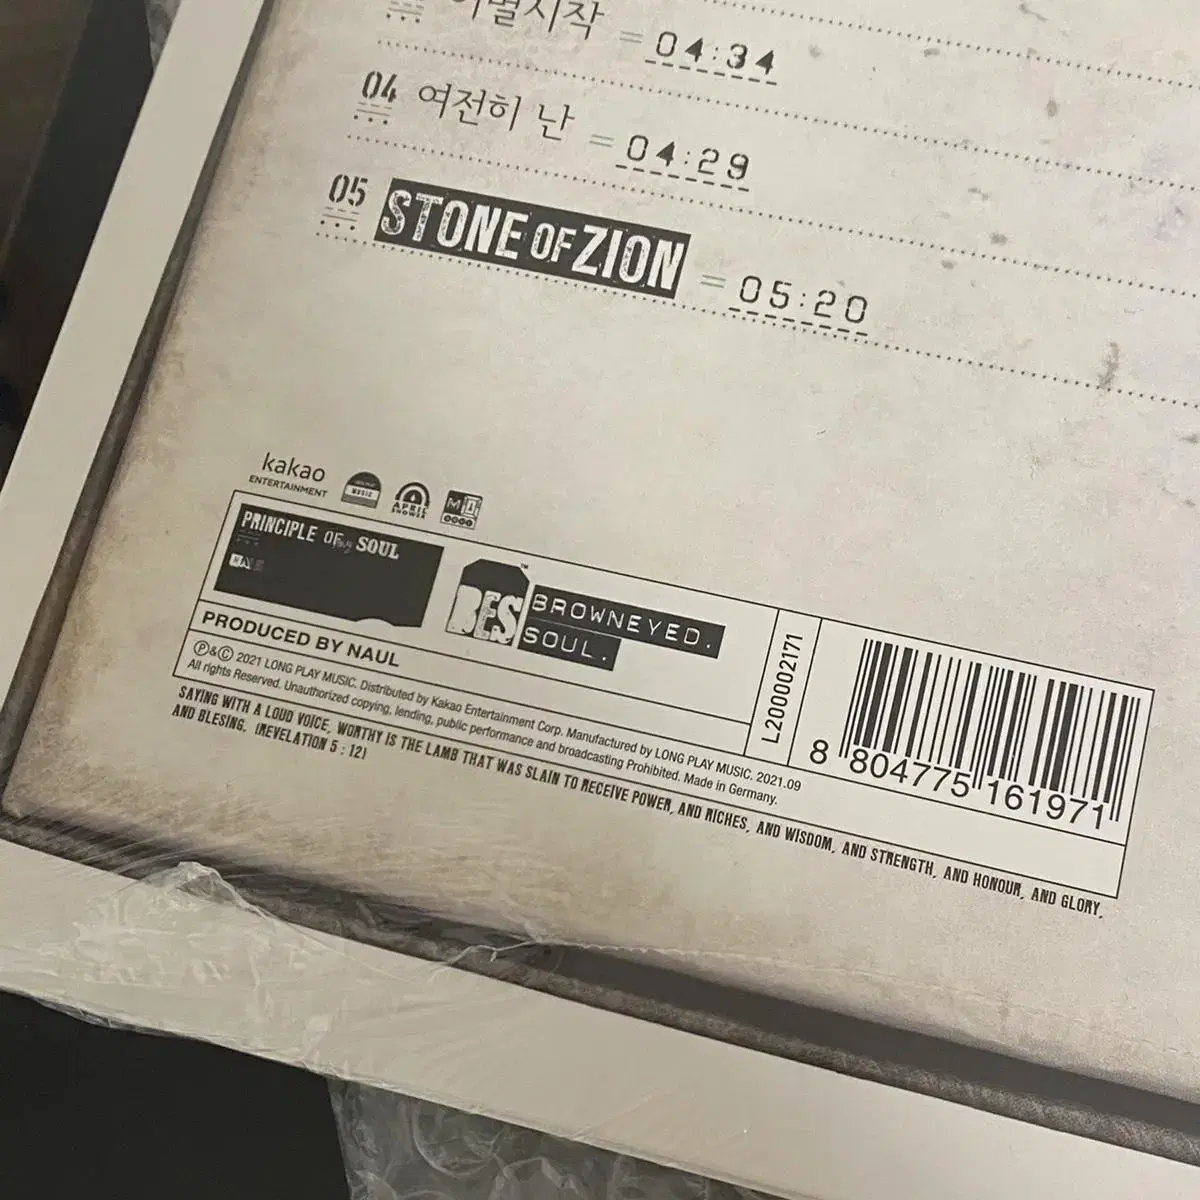 이별시작 = 04:34
04 여전히 난 = 04:29
05 STONE OF ZION = 05:20
kakao
ENTERTAINMENT
MUSIC
APRIL
SHOWER
PRINCIPLE OF my SOUL
BES
BROWNEYED.
SOUL.
PRODUCED BY NAUL
Ⓟ&Ⓒ 2021 LONG PLAY MUSIC. Distributed by Kakao Entertainment Corp. Manufactured by LONG PLAY MUSIC. 2021.09
All rights Reserved. Unauthorized copying, lending, public performance and broadcasting Prohibited. Made in Germany.
L200002171
8 804775 161971
SAYING WITH A LOUD VOICE, WORTHY IS THE LAMB THAT WAS SLAIN TO RECEIVE POWER, AND RICHES, AND WISDOM, AND STRENGTH, AND HONOUR, AND GLORY,
AND BLESING. (REVELATION 5 : 12)